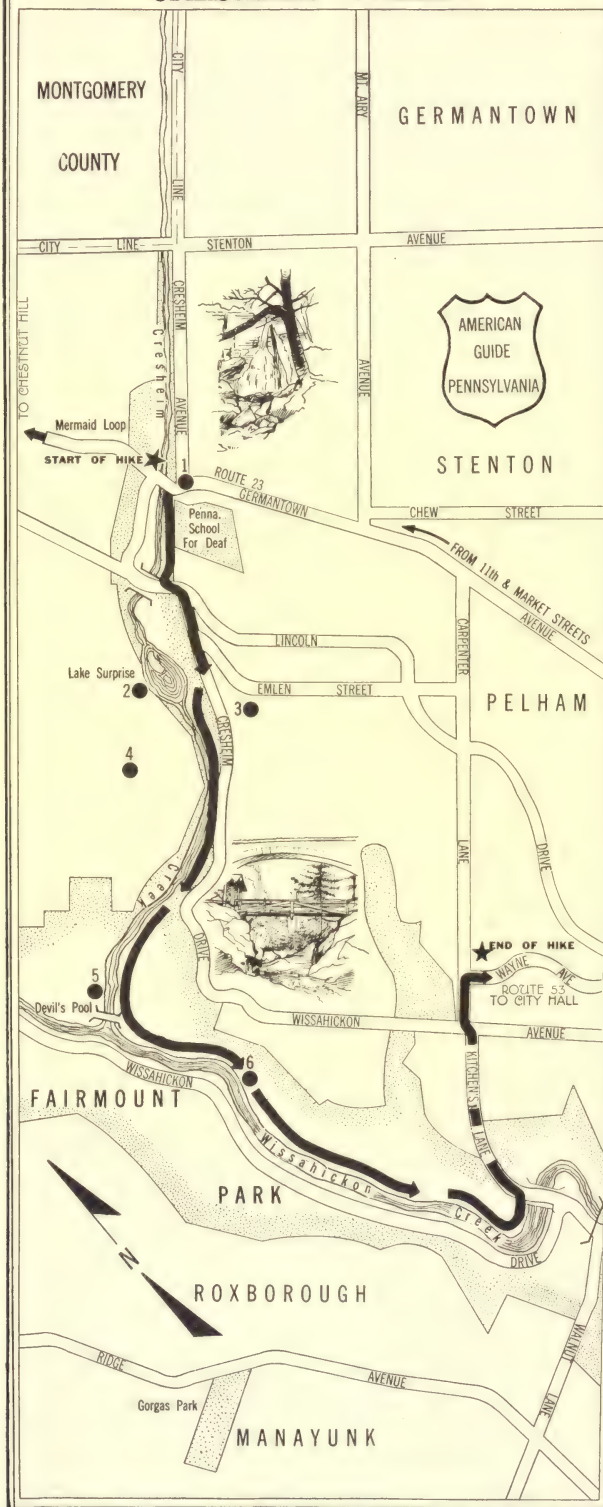 MONTGOMERY
COUNTY
CITY
LINE
MT. AIRY
GERMANTOWN
CITY LINE
STENTON
AVENUE
TO CHESTNUT HILL
Cresheim
CRESHEIM
AVENUE
AVENUE
AMERICAN
GUIDE
PENNSYLVANIA
STENTON
Mermaid Loop
START OF HIKE
1
ROUTE 23
GERMANTOWN
Penna.
School
For Deaf
CHEW STREET
FROM 11th & MARKET STREETS
AVENUE
LINCOLN
CARPENTER
Lake Surprise
2
EMLEN STREET
3
PELHAM
CRESHEIM
4
LANE
DRIVE
Creek
DRIVE
END OF HIKE
WAYNE AVE
ROUTE 53
TO CITY HALL
5
Devil's Pool
WISSAHICKON
AVENUE
WISSAHICKON
6
KITCHEN'S
LANE
FAIRMOUNT
PARK
Wissahickon
Creek
DRIVE
N
ROXBOROUGH
WALNUT
LANE
RIDGE
AVENUE
Gorgas Park
MANAYUNK